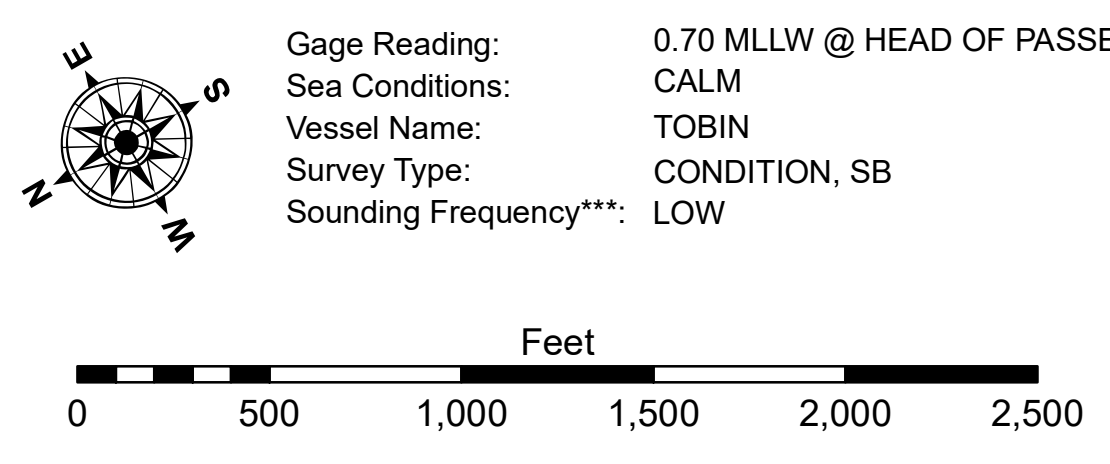 E
S
N
W
Gage Reading: 0.70 MLLW @ HEAD OF PASSE
Sea Conditions: CALM
Vessel Name: TOBIN
Survey Type: CONDITION, SB
Sounding Frequency***: LOW
Feet
0 500 1,000 1,500 2,000 2,500